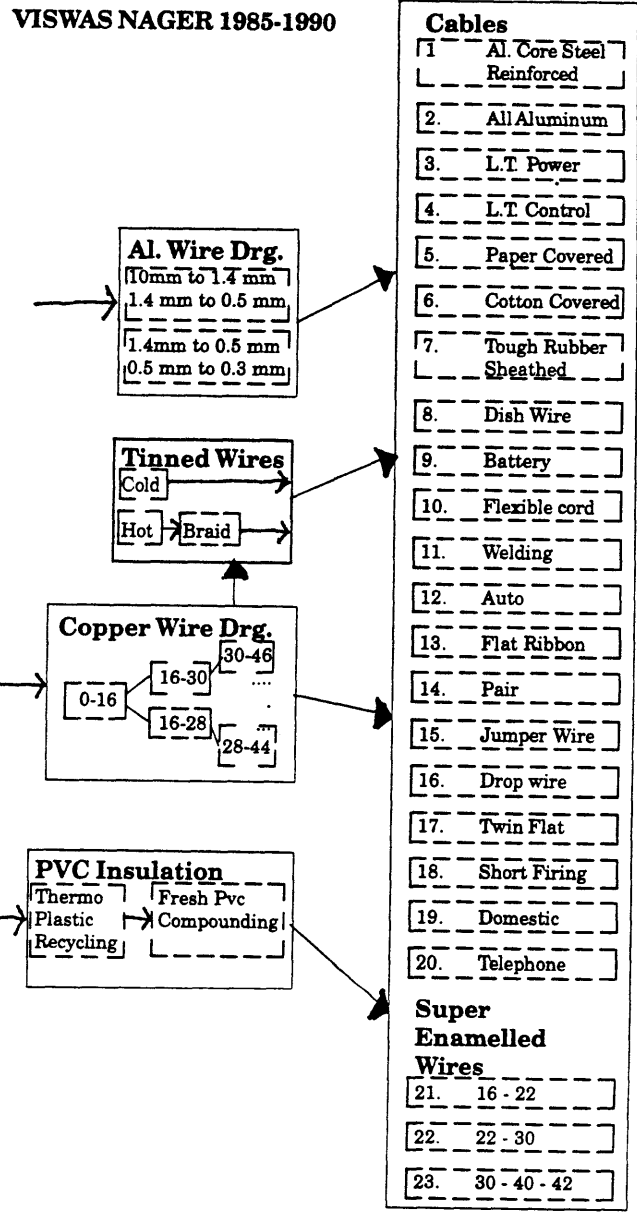 VISWAS NAGER 1985-1990
Al. Wire Drg.
10mm to 1.4 mm
1.4 mm to 0.5 mm
1.4mm to 0.5 mm
0.5 mm to 0.3 mm
Tinned Wires
Cold
Hot Braid
Copper Wire Drg.
30-46
16-30
0-16
16-28
28-44
PVC Insulation
Thermo Fresh Pvc
Plastic Compounding
Recycling
Cables
1 Al. Core Steel
Reinforced
2. All Aluminum
3. L.T. Power
4. L.T. Control
5. Paper Covered
6. Cotton Covered
7. Tough Rubber
Sheathed
8. Dish Wire
9. Battery
10. Flexible cord
11. Welding
12. Auto
13. Flat Ribbon
14. Pair
15. Jumper Wire
16. Drop wire
17. Twin Flat
18. Short Firing
19. Domestic
20. Telephone
Super
Enamelled
Wires
21. 16 - 22
22. 22 - 30
23. 30 - 40 - 42